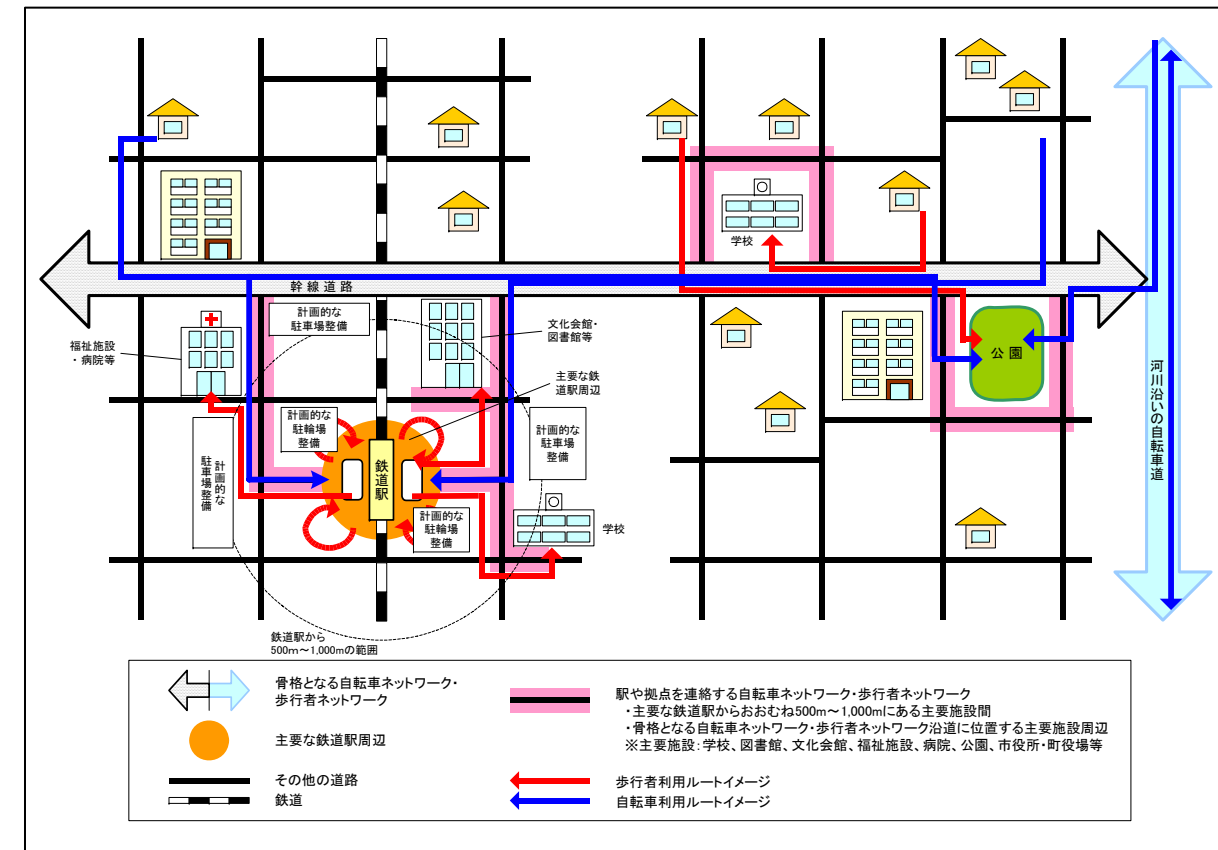 学校
幹線道路
計画的な
駐車場整備
福祉施設
・病院等
文化会館・
図書館等
公園
主要な鉄
道駅周辺
計画的な
駐輪場
整備
計画的な
駐車場
整備
計画的な
駐車場整備
鉄道駅
計画的な
駐輪場
整備
学校
河川沿いの自転車道
鉄道駅から
500m～1,000mの範囲
骨格となる自転車ネットワーク・
歩行者ネットワーク
主要な鉄道駅周辺
その他の道路
鉄道
駅や拠点を連絡する自転車ネットワーク・歩行者ネットワーク
・主要な鉄道駅からおおむね500m～1,000mにある主要施設間
・骨格となる自転車ネットワーク・歩行者ネットワーク沿道に位置する主要施設周辺
※主要施設：学校、図書館、文化会館、福祉施設、病院、公園、市役所・町役場等
歩行者利用ルートイメージ
自転車利用ルートイメージ